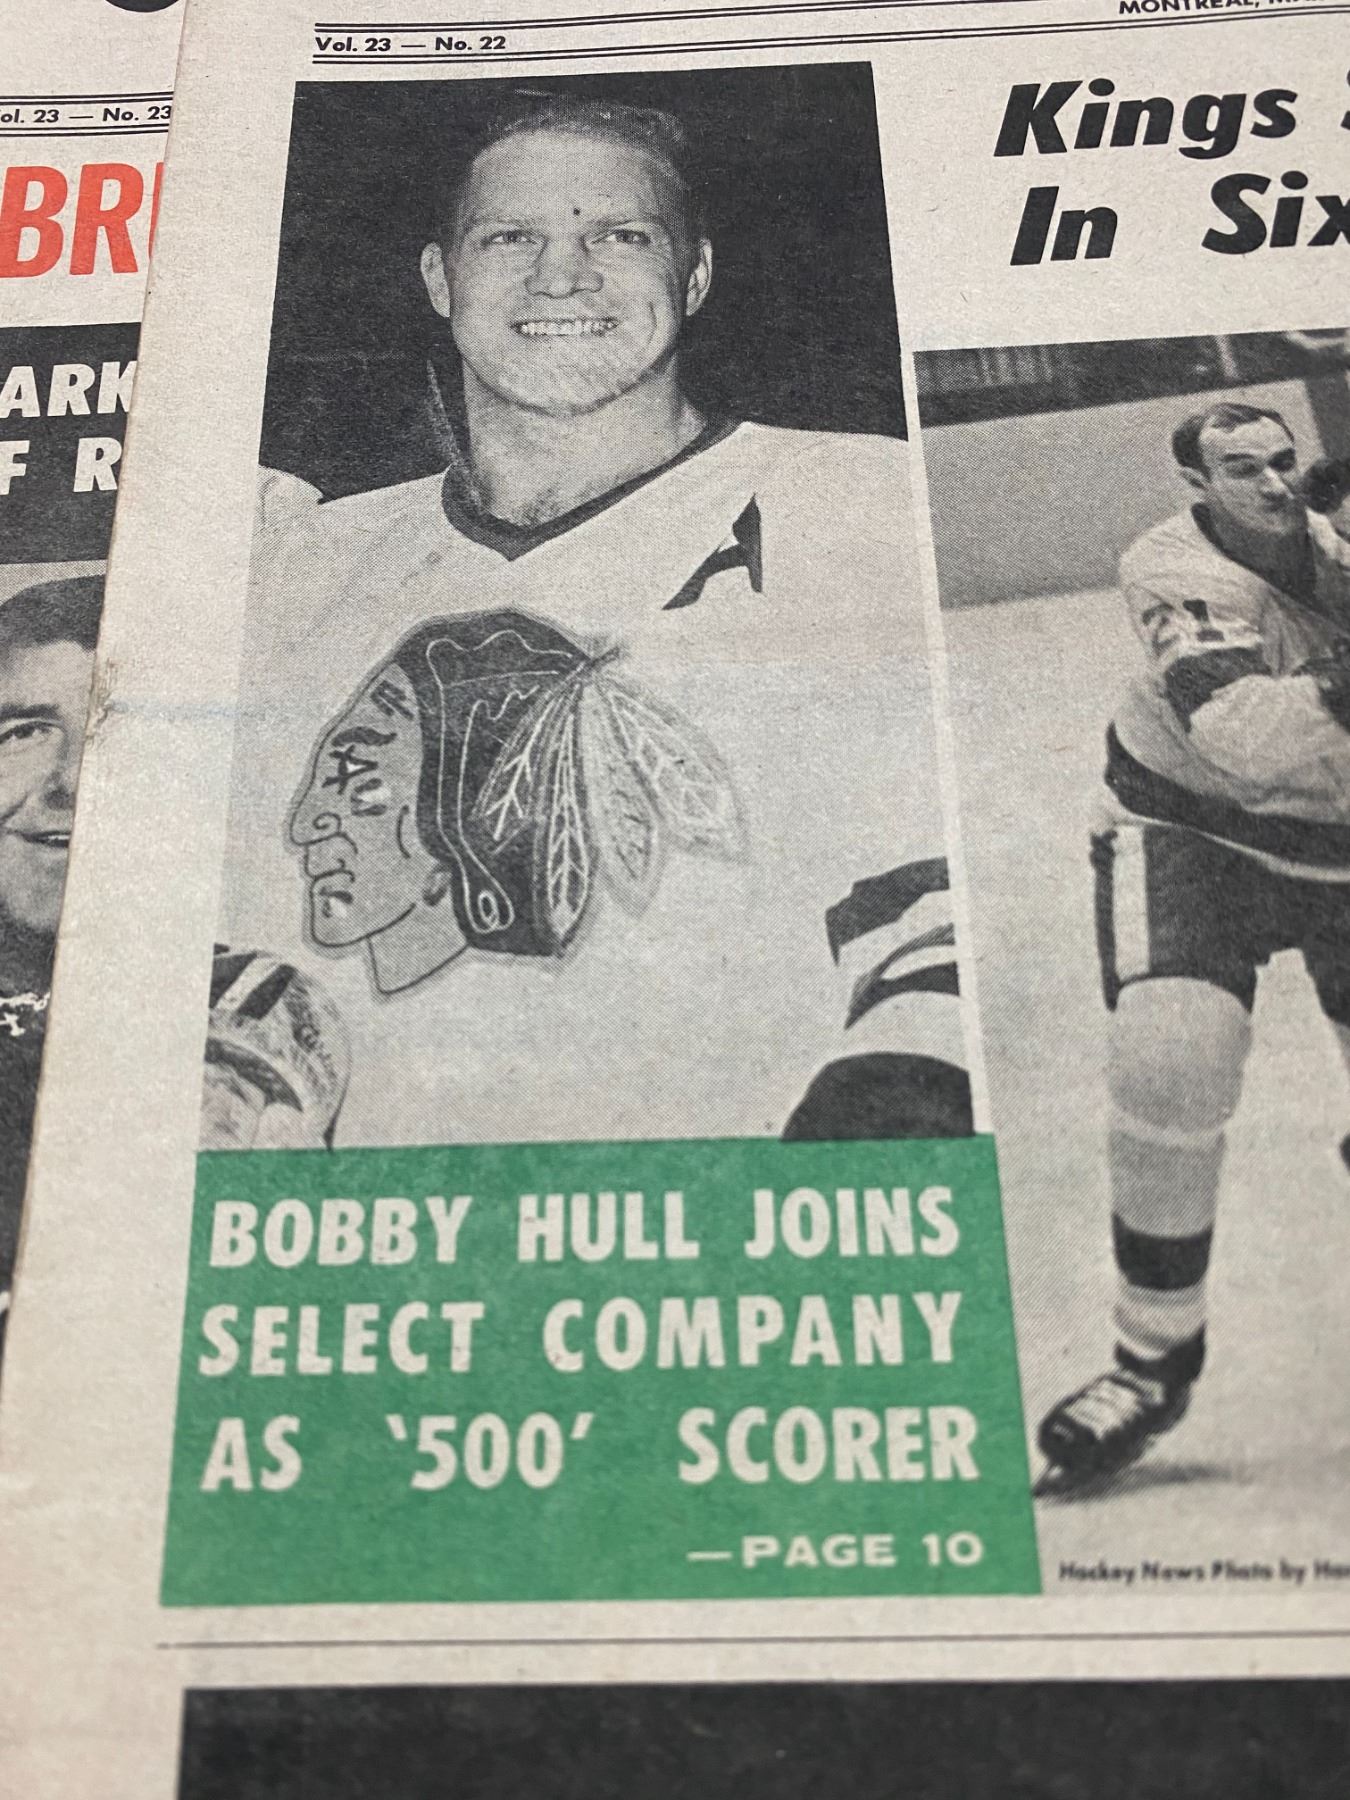 MONTREAL,
Vol. 23 — No. 22
ol. 23 — No. 23
Kings
In Six
BR
ARK
F R
A
21
BOBBY HULL JOINS
SELECT COMPANY
AS '500' SCORER
—PAGE 10
Hockey News Photo by